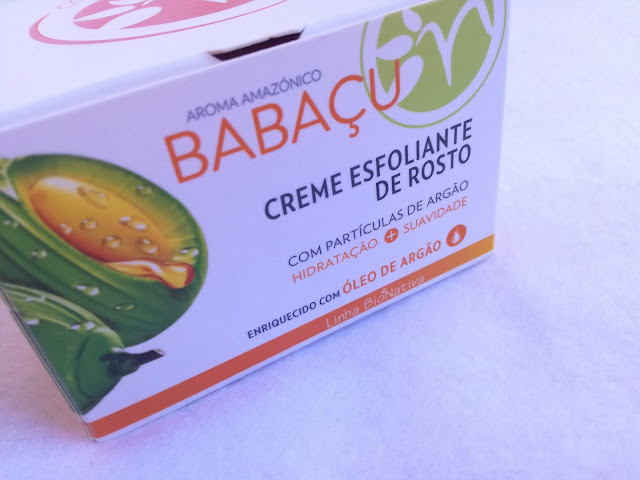 AROMA AMAZÓNICO
BABAÇU
CREME ESFOLIANTE
DE ROSTO
COM PARTÍCULAS DE ARGÃO
HIDRATAÇÃO + SUAVIDADE
ENRIQUECIDO COM ÓLEO DE ARGÃO
Linha BioNativa